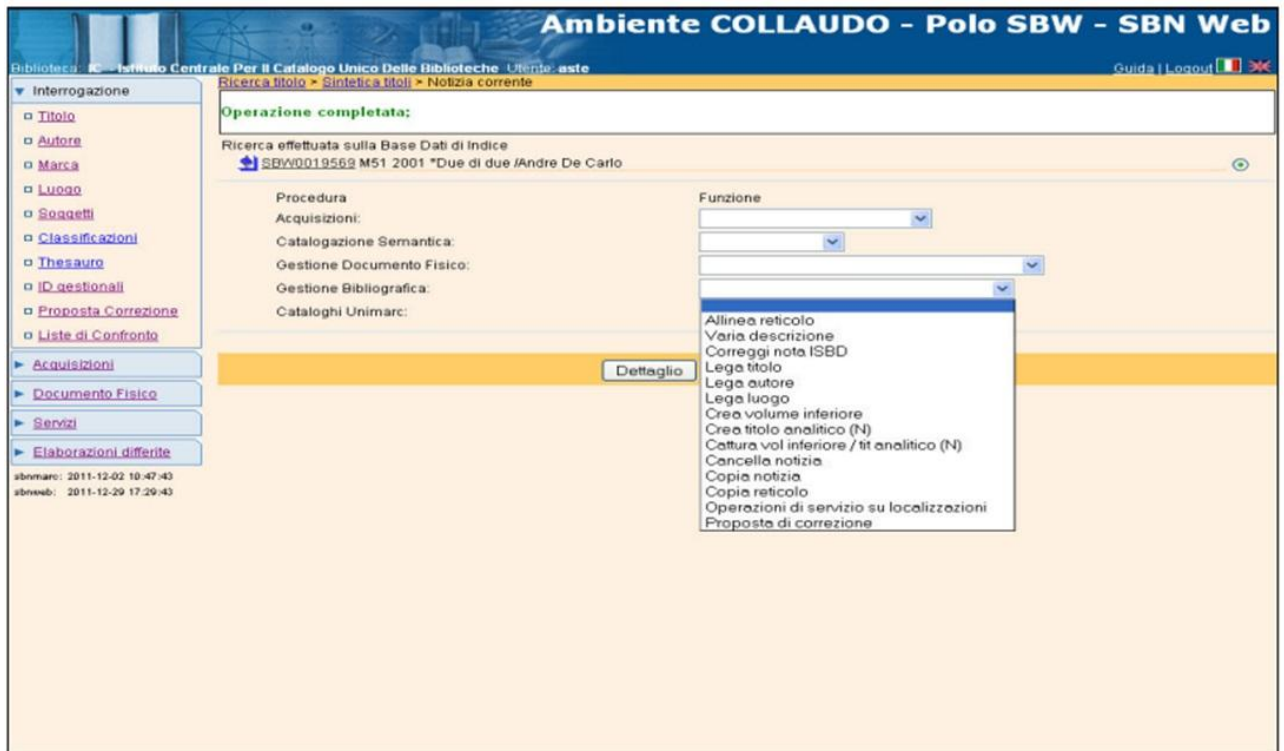 Ambiente COLLAUDO - Polo SBW - SBN Web
Biblioteca: IC - Istituto Centrale Per Il Catalogo Unico Delle Biblioteche Utente: aste
Guida | Logout
Interrogazione
Titolo
Autore
Marca
Luogo
Soggetti
Classificazioni
Thesauro
ID gestionali
Proposta Correzione
Liste di Confronto
Acquisizioni
Documento Fisico
Servizi
Elaborazioni differite
sbnmarc: 2011-12-02 10:47:43
sbnweb: 2011-12-29 17:29:43
Ricerca titolo > Sintetica titoli > Notizia corrente
Operazione completata;
Ricerca effettuata sulla Base Dati di Indice
SBW0019569 M51 2001 *Due di due /Andre De Carlo
Procedura Funzione
Acquisizioni:
Catalogazione Semantica:
Gestione Documento Fisico:
Gestione Bibliografica:
Cataloghi Unimarc:
Allinea reticolo
Varia descrizione
Correggi nota ISBD
Lega titolo
Lega autore
Lega luogo
Crea volume inferiore
Crea titolo analitico (N)
Cattura vol inferiore / tit analitico (N)
Cancella notizia
Copia notizia
Copia reticolo
Operazioni di servizio su localizzazioni
Proposta di correzione
Dettaglio